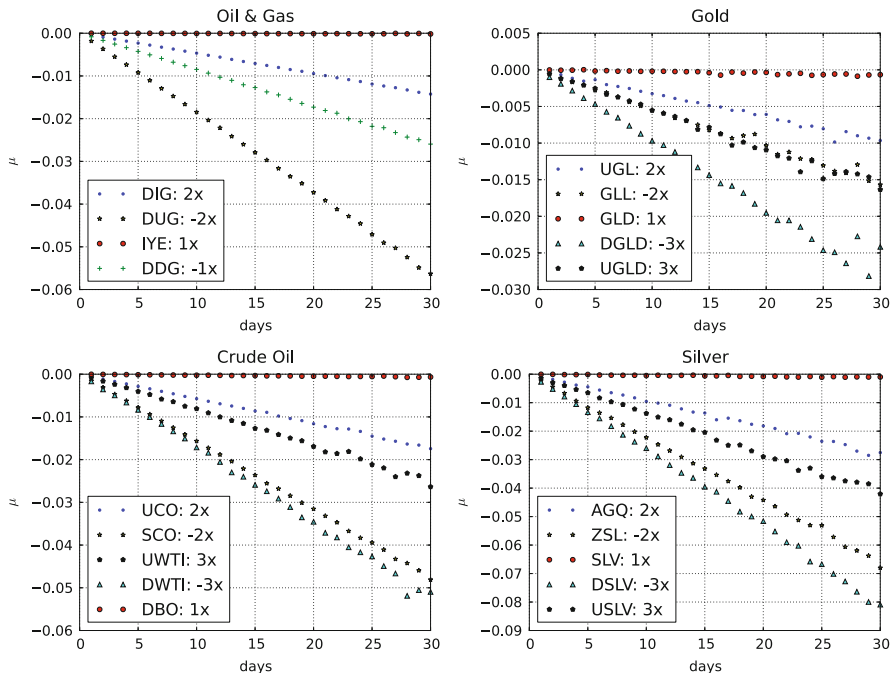 Oil & Gas
0.00
−0.01
−0.02
−0.03
−0.04
−0.05
−0.06
μ
0 5 10 15 20 25 30
days
DIG: 2x
DUG: -2x
IYE: 1x
DDG: -1x
Gold
0.005
0.000
−0.005
−0.010
−0.015
−0.020
−0.025
−0.030
μ
0 5 10 15 20 25 30
days
UGL: 2x
GLL: -2x
GLD: 1x
DGLD: -3x
UGLD: 3x
Crude Oil
0.00
−0.01
−0.02
−0.03
−0.04
−0.05
−0.06
μ
0 5 10 15 20 25 30
days
UCO: 2x
SCO: -2x
UWTI: 3x
DWTI: -3x
DBO: 1x
Silver
0.00
−0.01
−0.02
−0.03
−0.04
−0.05
−0.06
−0.07
−0.08
−0.09
μ
0 5 10 15 20 25 30
days
AGQ: 2x
ZSL: -2x
SLV: 1x
DSLV: -3x
USLV: 3x